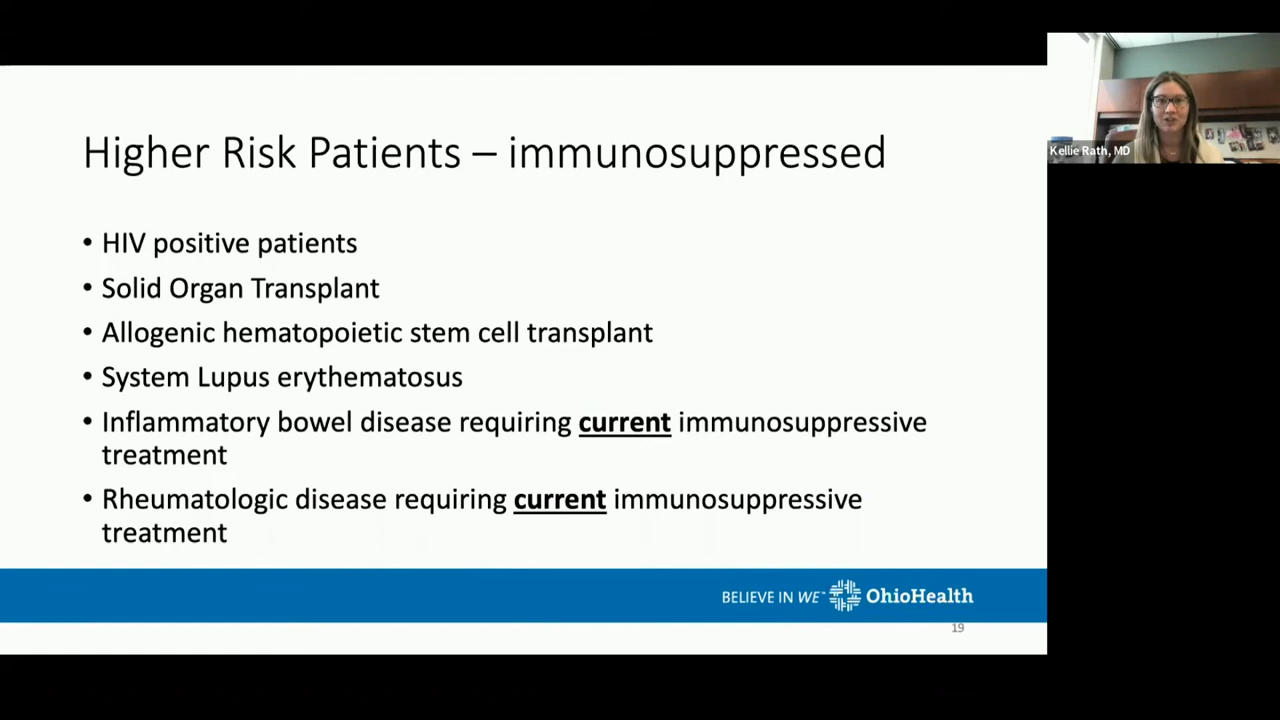 Higher Risk Patients – immunosuppressed
• HIV positive patients
• Solid Organ Transplant
• Allogenic hematopoietic stem cell transplant
• System Lupus erythematosus
• Inflammatory bowel disease requiring current immunosuppressive
treatment
• Rheumatologic disease requiring current immunosuppressive
treatment
BELIEVE IN WE™ OhioHealth
19
Kellie Rath, MD